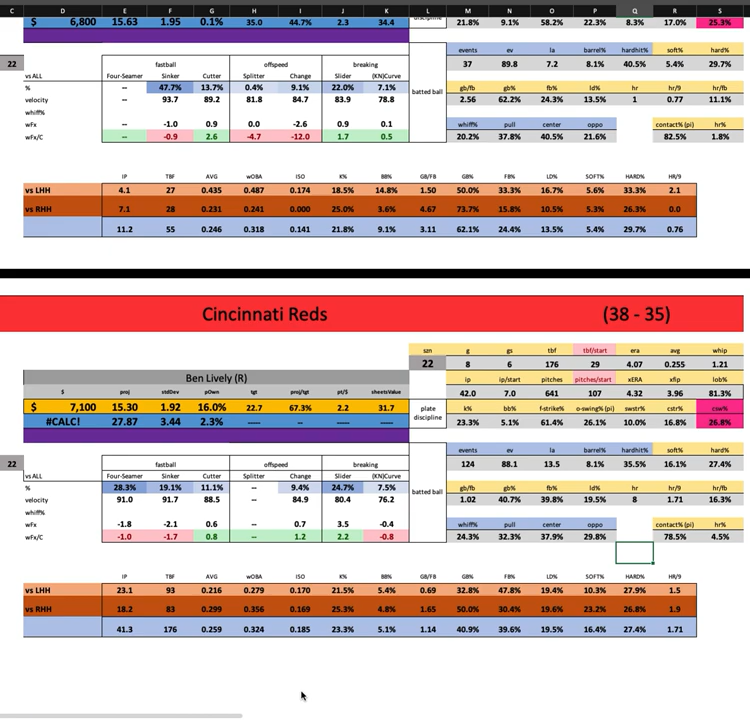 D E F G H I J K L M N O P Q R S
$ 6,800 15.63 1.95 0.1% 35.0 44.7% 2.3 34.4 21.8% 9.1% 58.2% 22.3% 8.3% 17.0% 25.3%
events ev la barrel% hardhit% soft% hard%
22 fastball offspeed breaking 37 89.8 7.2 8.1% 40.5% 5.4% 29.7%
vs ALL Four-Seamer Sinker Cutter Splitter Change Slider (KN)Curve
% -- 47.7% 13.7% 0.4% 9.1% 22.0% 7.1% batted ball gb/fb gb% fb% ld% hr hr/9 hr/fb
velocity -- 93.7 89.2 81.8 84.7 83.9 78.8 2.56 62.2% 24.3% 13.5% 1 0.77 11.1%
whiff%
wFx -- -1.0 0.9 0.0 -2.6 0.9 0.1 whiff% pull center oppo contact% (pi) hr%
wFx/C -- -0.9 2.6 -4.7 -12.0 1.7 0.5 20.2% 37.8% 40.5% 21.6% 82.5% 1.8%
IP TBF AVG wOBA ISO K% BB% GB/FB GB% FB% LD% SOFT% HARD% HR/9
vs LHH 4.1 27 0.435 0.487 0.174 18.5% 14.8% 1.50 50.0% 33.3% 16.7% 5.6% 33.3% 2.1
vs RHH 7.1 28 0.231 0.241 0.000 25.0% 3.6% 4.67 73.7% 15.8% 10.5% 5.3% 26.3% 0.0
11.2 55 0.246 0.318 0.141 21.8% 9.1% 3.11 62.1% 24.4% 13.5% 5.4% 29.7% 0.76
Cincinnati Reds (38 - 35)
szn g gs tbf tbf/start era avg whip
22 8 6 176 29 4.07 0.255 1.21
Ben Lively (R) ip ip/start pitches pitches/start xERA xfip lob%
$ proj stdDev pOwn tgt proj/tgt pt/$ sheetsValue 42.0 7.0 641 107 4.32 3.96 81.3%
$ 7,100 15.30 1.92 16.0% 22.7 67.3% 2.2 31.7 plate discipline k% bb% f-strike% o-swing% (pi) swstr% cstr% csw%
#CALC! 27.87 3.44 2.3% ---- -- ---- ---- 23.3% 5.1% 61.4% 26.1% 10.0% 16.8% 26.8%
events ev la barrel% hardhit% soft% hard%
22 fastball offspeed breaking 124 88.1 13.5 8.1% 35.5% 16.1% 27.4%
vs ALL Four-Seamer Sinker Cutter Splitter Change Slider (KN)Curve
% 28.3% 19.1% 11.1% -- 9.4% 24.7% 7.5% batted ball gb/fb gb% fb% ld% hr hr/9 hr/fb
velocity 91.0 91.7 88.5 -- 84.9 80.4 76.2 1.02 40.7% 39.8% 19.5% 8 1.71 16.3%
whiff%
wFx -1.8 -2.1 0.6 0.7 3.5 -0.4 whiff% pull center oppo contact% (pi) hr%
wFx/C -1.0 -1.7 0.8 -- 1.2 2.2 -0.8 24.3% 32.3% 37.9% 29.8% 78.5% 4.5%
IP TBF AVG wOBA ISO K% BB% GB/FB GB% FB% LD% SOFT% HARD% HR/9
vs LHH 23.1 93 0.216 0.279 0.170 21.5% 5.4% 0.69 32.8% 47.8% 19.4% 10.3% 27.9% 1.5
vs RHH 18.2 83 0.299 0.356 0.169 25.3% 4.8% 1.65 50.0% 30.4% 19.6% 23.2% 26.8% 1.9
41.3 176 0.259 0.324 0.185 23.3% 5.1% 1.14 40.9% 39.6% 19.5% 16.4% 27.4% 1.71